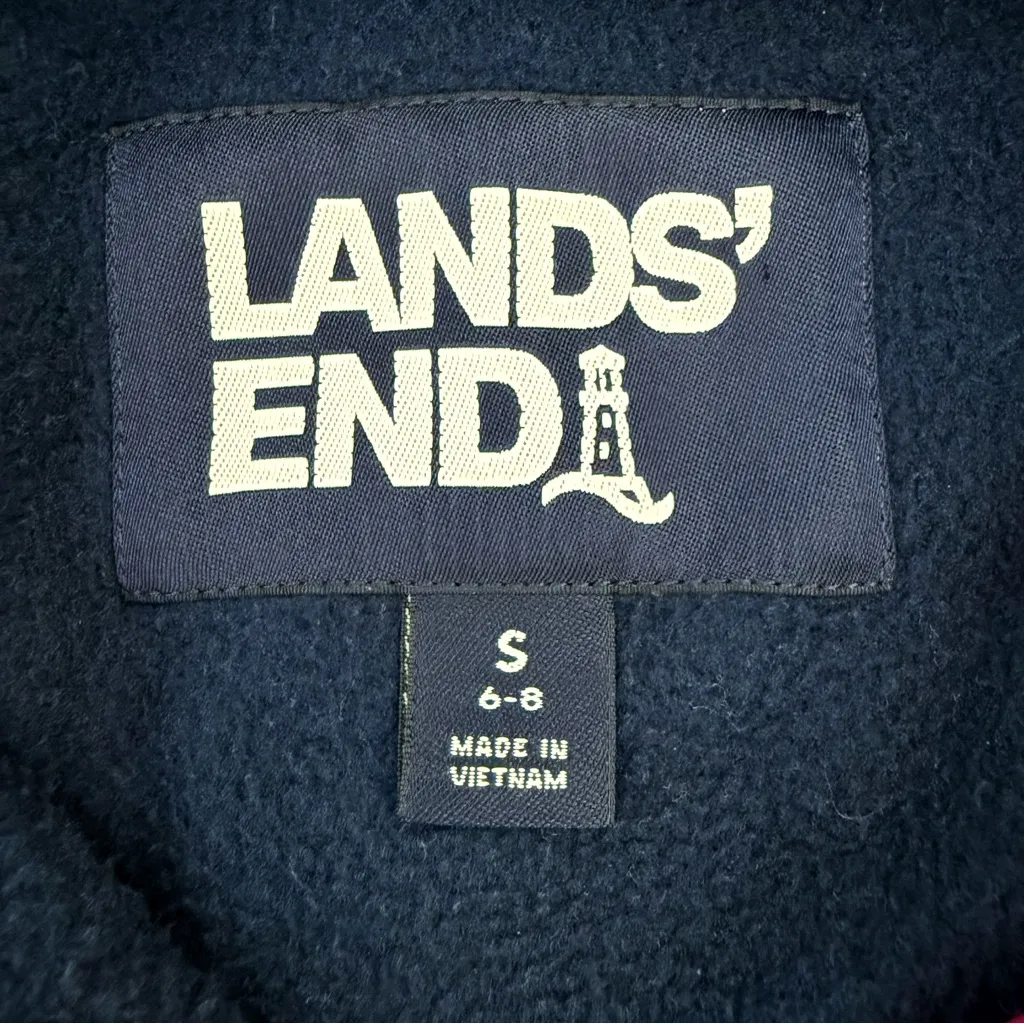 LANDS'
END
S
6-8
MADE IN
VIETNAM